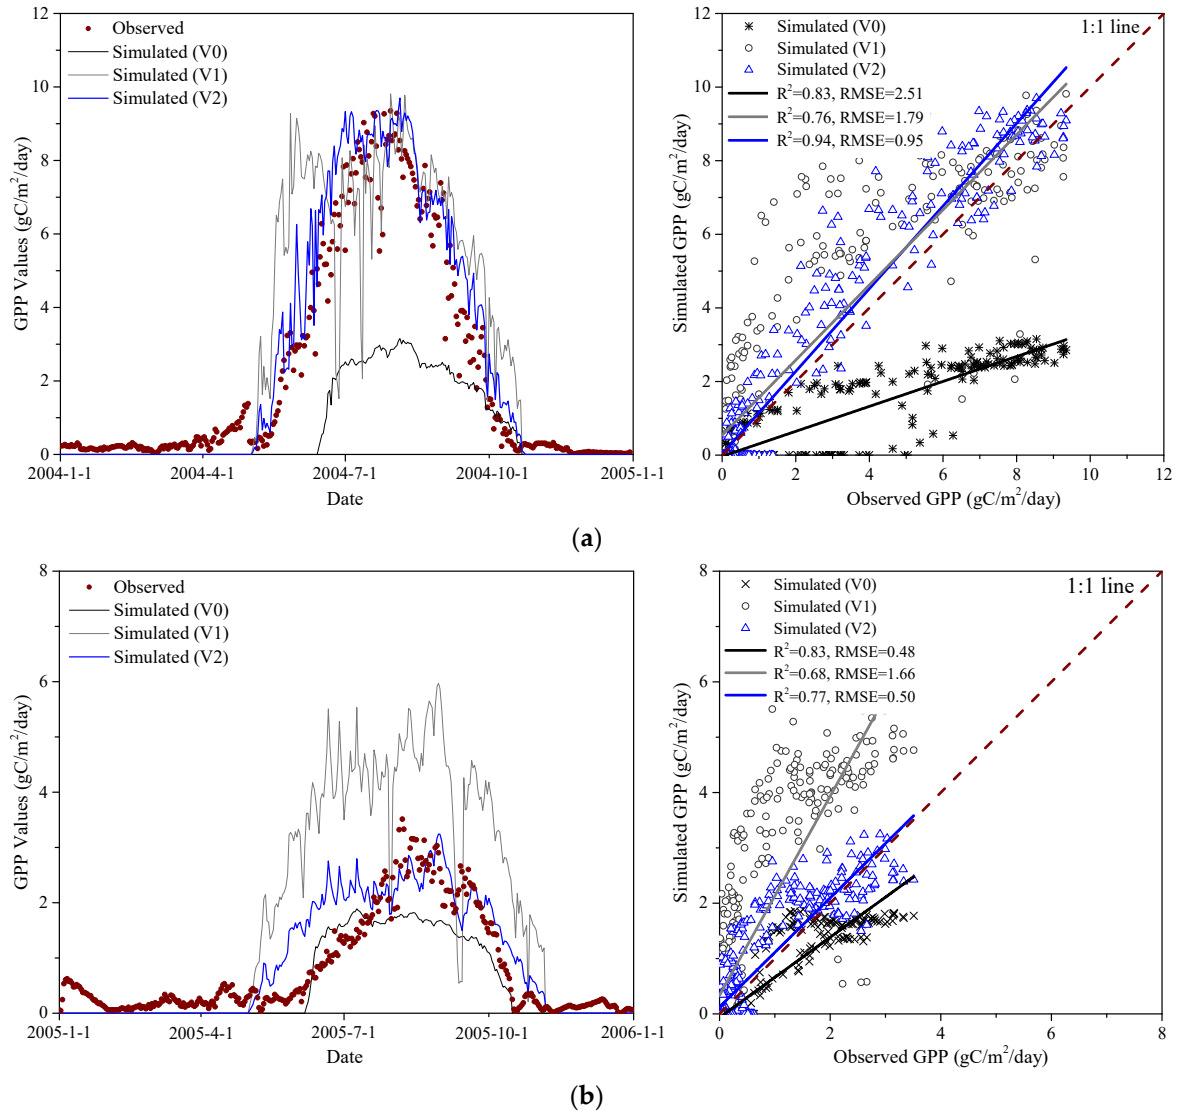 12
10
8
6
4
2
0
GPP Values (gC/m²/day)
Observed
Simulated (V0)
Simulated (V1)
Simulated (V2)
2004-1-1
2004-4-1
2004-7-1
2004-10-1
2005-1-1
Date
12
10
8
6
4
2
0
Simulated GPP (gC/m²/day)
Simulated (V0)
Simulated (V1)
Simulated (V2)
R²=0.83, RMSE=2.51
R²=0.76, RMSE=1.79
R²=0.94, RMSE=0.95
1:1 line
0
2
4
6
8
10
12
Observed GPP (gC/m²/day)
(a)
8
6
4
2
0
GPP Values (gC/m²/day)
Observed
Simulated (V0)
Simulated (V1)
Simulated (V2)
2005-1-1
2005-4-1
2005-7-1
2005-10-1
2006-1-1
Date
8
6
4
2
0
Simulated GPP (gC/m²/day)
Simulated (V0)
Simulated (V1)
Simulated (V2)
R²=0.83, RMSE=0.48
R²=0.68, RMSE=1.66
R²=0.77, RMSE=0.50
1:1 line
0
2
4
6
8
Observed GPP (gC/m²/day)
(b)